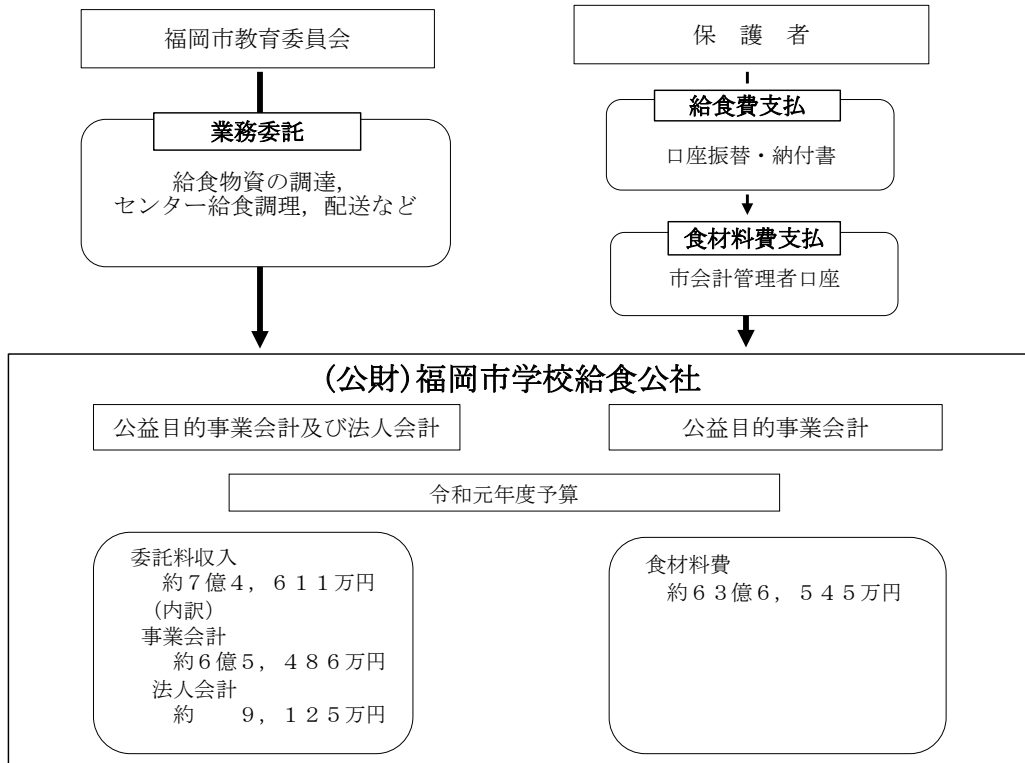 福岡市教育委員会
業務委託
給食物資の調達,
センター給食調理, 配送など
保　護　者
給食費支払
口座振替・納付書
食材料費支払
市会計管理者口座
(公財)福岡市学校給食公社
公益目的事業会計及び法人会計
公益目的事業会計
令和元年度予算
委託料収入
約７億４, ６１１万円
(内訳)
事業会計
約６億５, ４８６万円
法人会計
約　　９, １２５万円
食材料費
約６３億６, ５４５万円